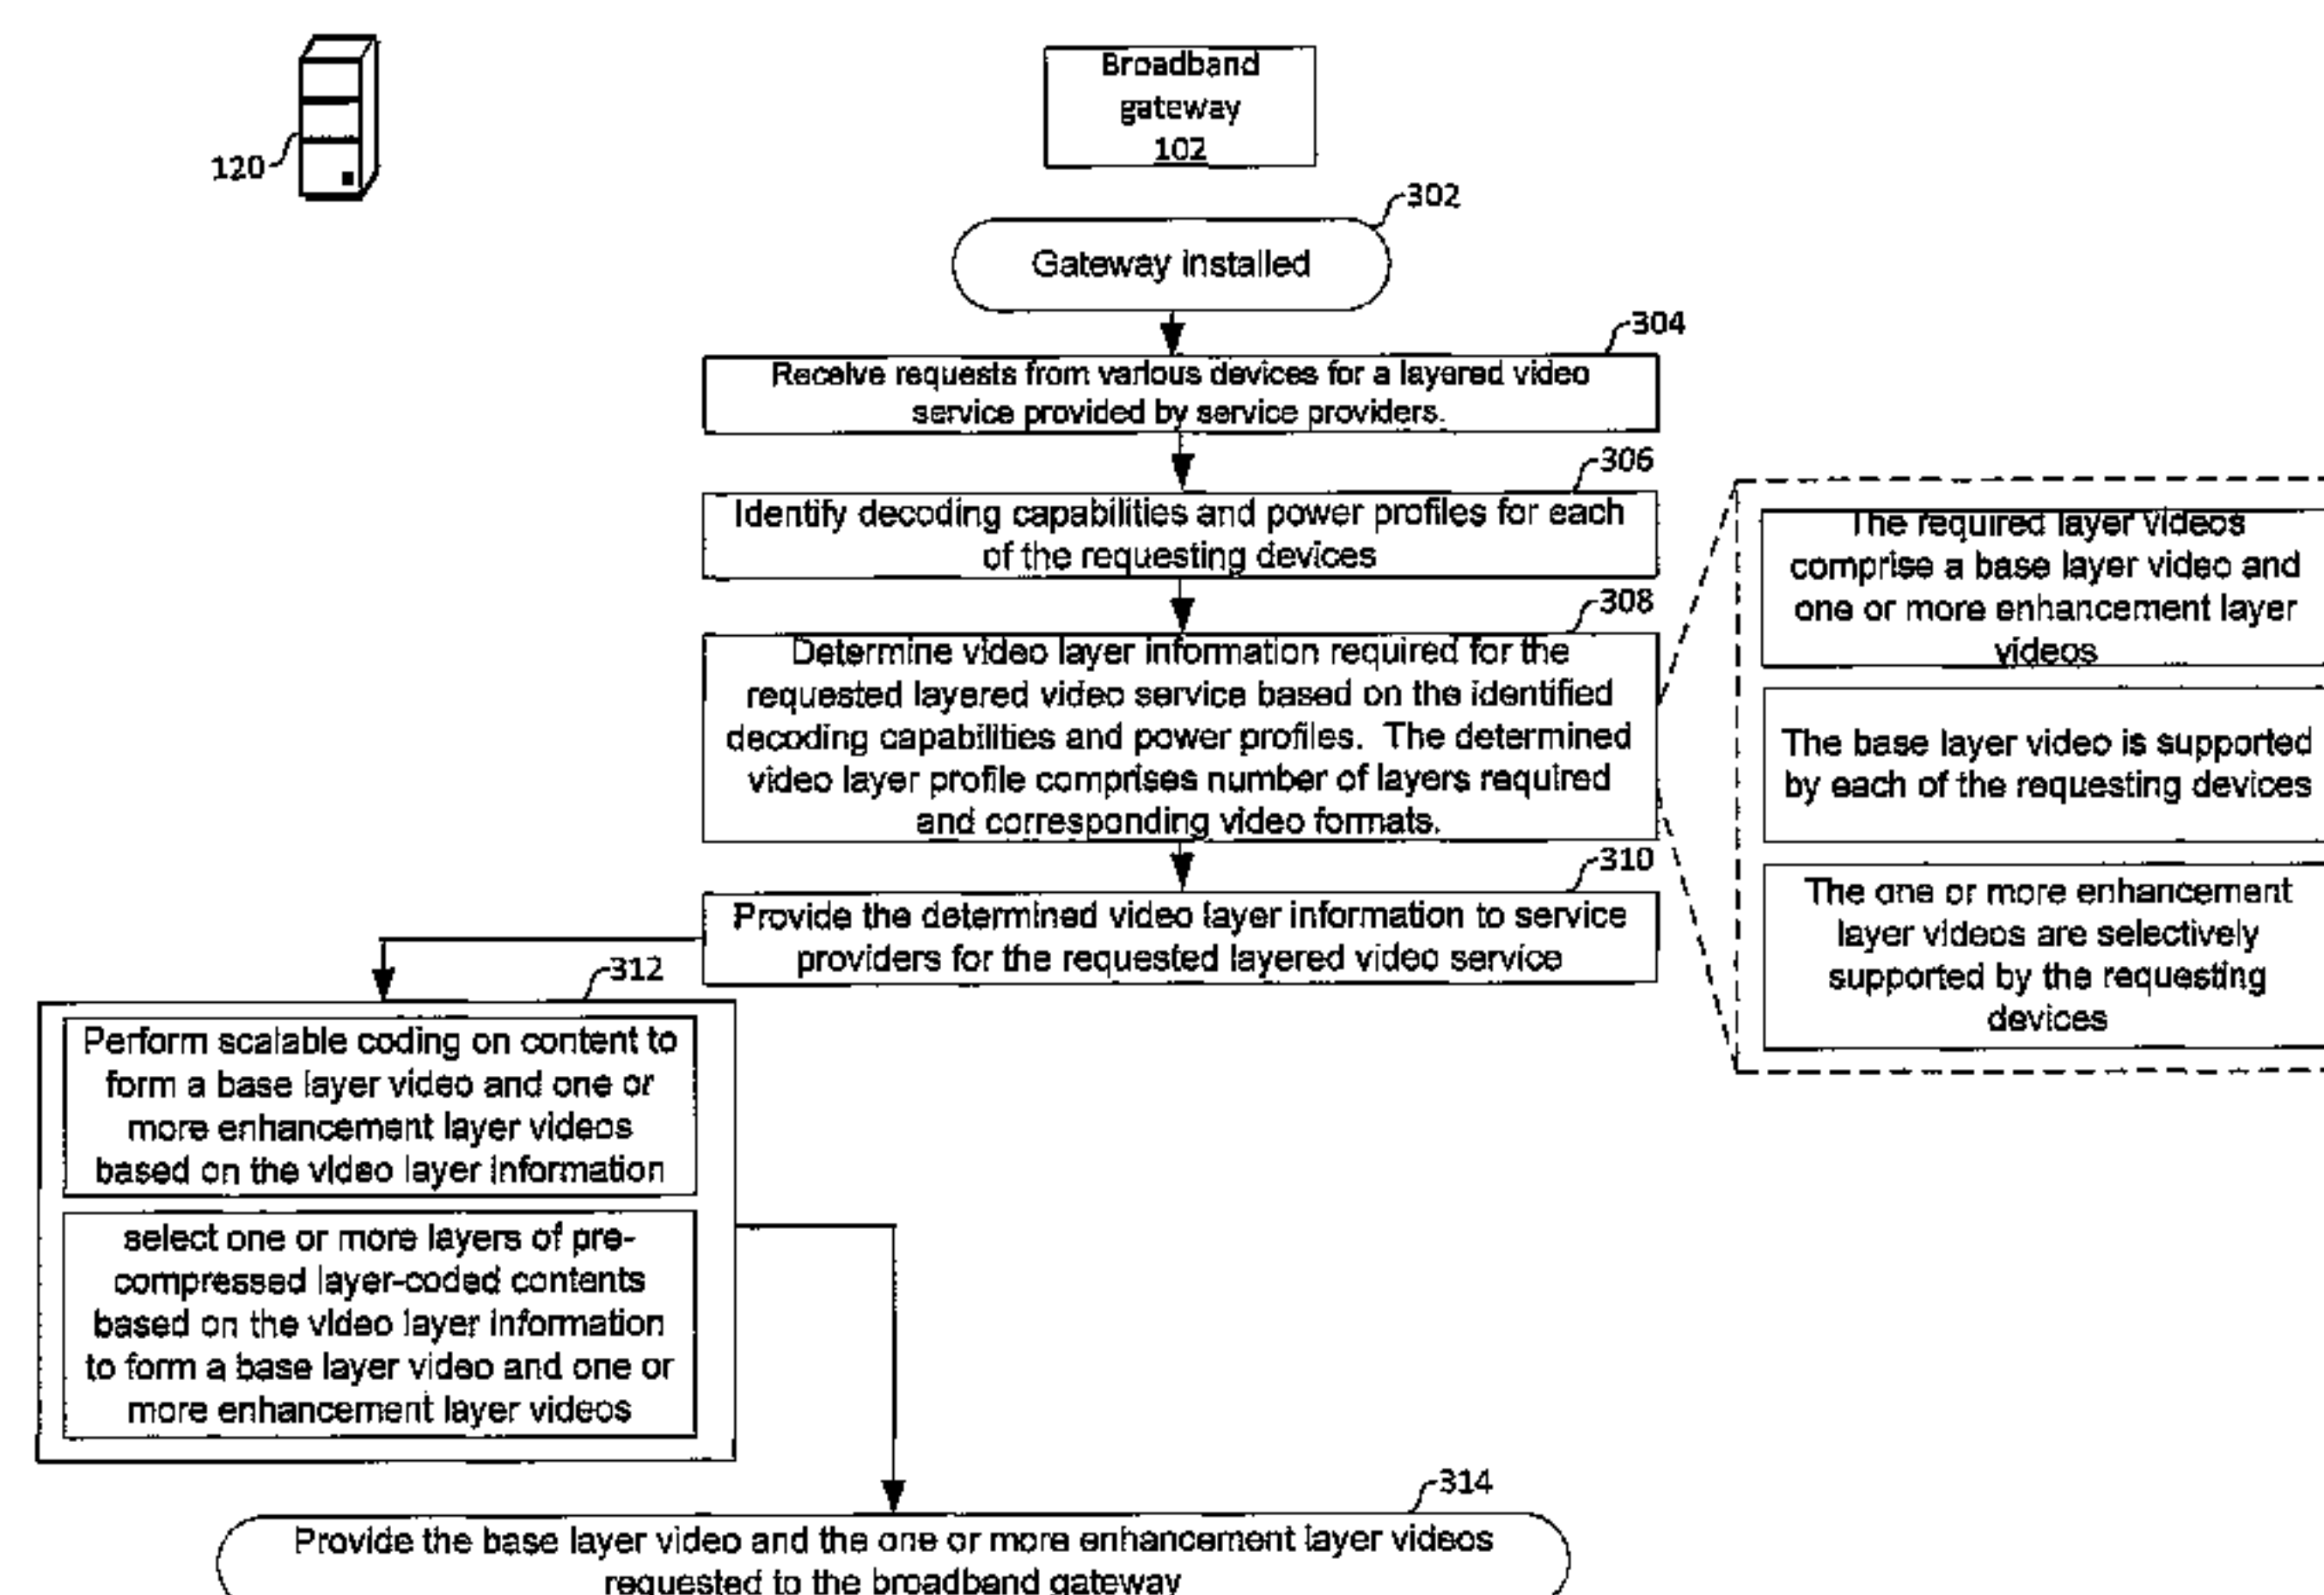 120
Broadband
gateway
102
302
Gateway installed
304
Receive requests from various devices for a layered video
service provided by service providers.
306
Identify decoding capabilities and power profiles for each
of the requesting devices
308
Determine video layer information required for the
requested layered video service based on the identified
decoding capabilities and power profiles. The determined
video layer profile comprises number of layers required
and corresponding video formats.
The required layer videos
comprise a base layer video and
one or more enhancement layer
videos
The base layer video is supported
by each of the requesting devices
The one or more enhancement
layer videos are selectively
supported by the requesting
devices
310
Provide the determined video layer information to service
providers for the requested layered video service
312
Perform scalable coding on content to
form a base layer video and one or
more enhancement layer videos
based on the video layer information
select one or more layers of pre-
compressed layer-coded contents
based on the video layer information
to form a base layer video and one or
more enhancement layer videos
314
Provide the base layer video and the one or more enhancement layer videos
requested to the broadband gateway